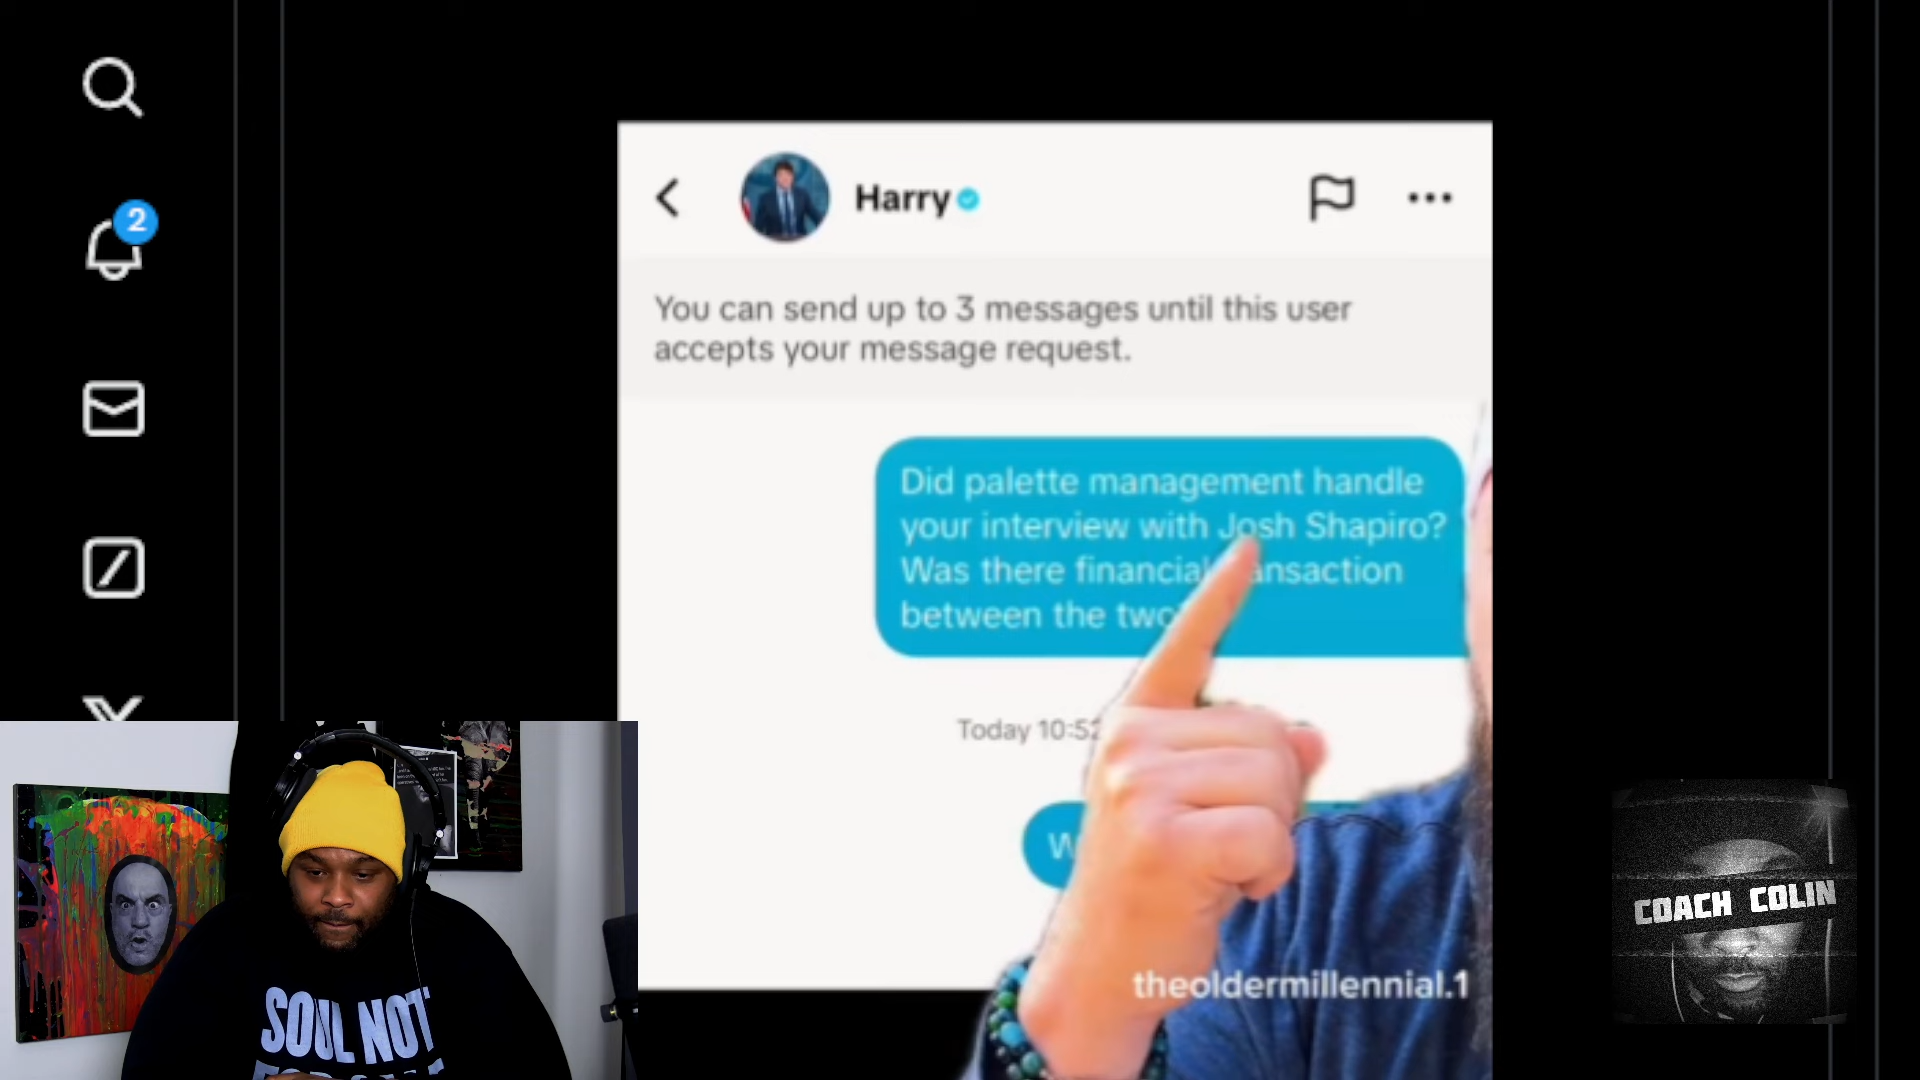 2
Harry
You can send up to 3 messages until this user
accepts your message request.
Did palette management handle
your interview with Josh Shapiro?
Was there financial
between the two
Today 10:52
theoldermillennial.1
COACH COLIN
SOUL NOT